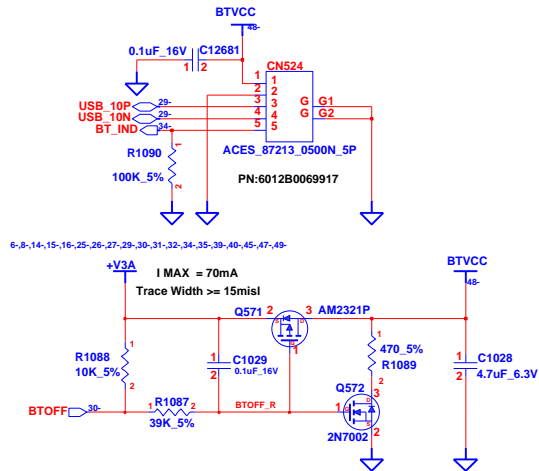 BTVCC
48-
0.1uF_16V
C12681
1 2
CN524
1 1
2 2
USB_10P 29- 3 3 G G1
USB_10N 29- 4 4 G G2
BT_IND 34- 5 5
ACES_87213_0500N_5P
R1090
1
100K_5%
2
PN:6012B0069917
6-,8-,14-,15-,16-,25-,26-,27-,29-,30-,31-,32-,34-,35-,39-,40-,45-,47-,49-
+V3A
I MAX = 70mA
Trace Width >= 15misl
BTVCC
48-
Q571 2 3 AM2321P
S D
G
1
R1088
1
10K_5%
2
C1029
1
0.1uF_16V
2
470_5%
1
R1089
2
C1028
1
4.7uF_6.3V
2
BTOFF 30-
R1087
1 2
39K_5%
BTOFF_R
Q572
3
D
1 G
S
2
2N7002